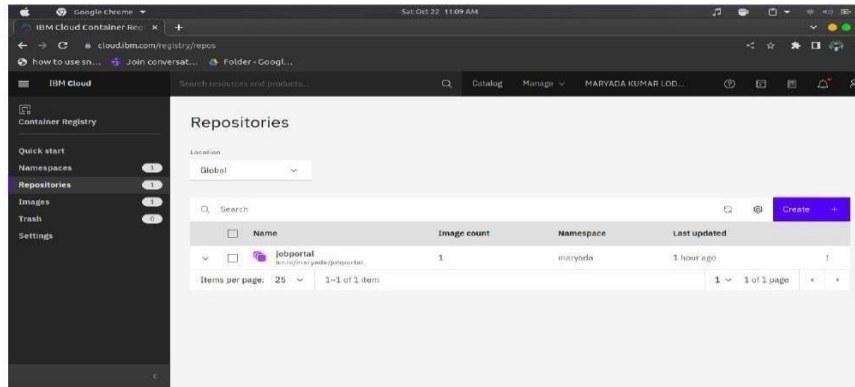 Google Chrome
Sat Oct 22 11:09 AM
IBM Cloud Container Reg
cloud.ibm.com/registry/repos
how to use sn...
Join conversat...
Folder - Googl...
IBM Cloud
Search resources and products...
Catalog
Manage
MARYADA KUMAR LOD...
Container Registry
Repositories
Quick start
Location
Namespaces 1
Global
Repositories 1
Images 1
Search
Create +
Trash 0
Settings
Name
Image count
Namespace
Last updated
jobportal
1
maryada
1 hour ago
icr.io/maryada/jobportal
Items per page: 25
1–1 of 1 item
1
1 of 1 page